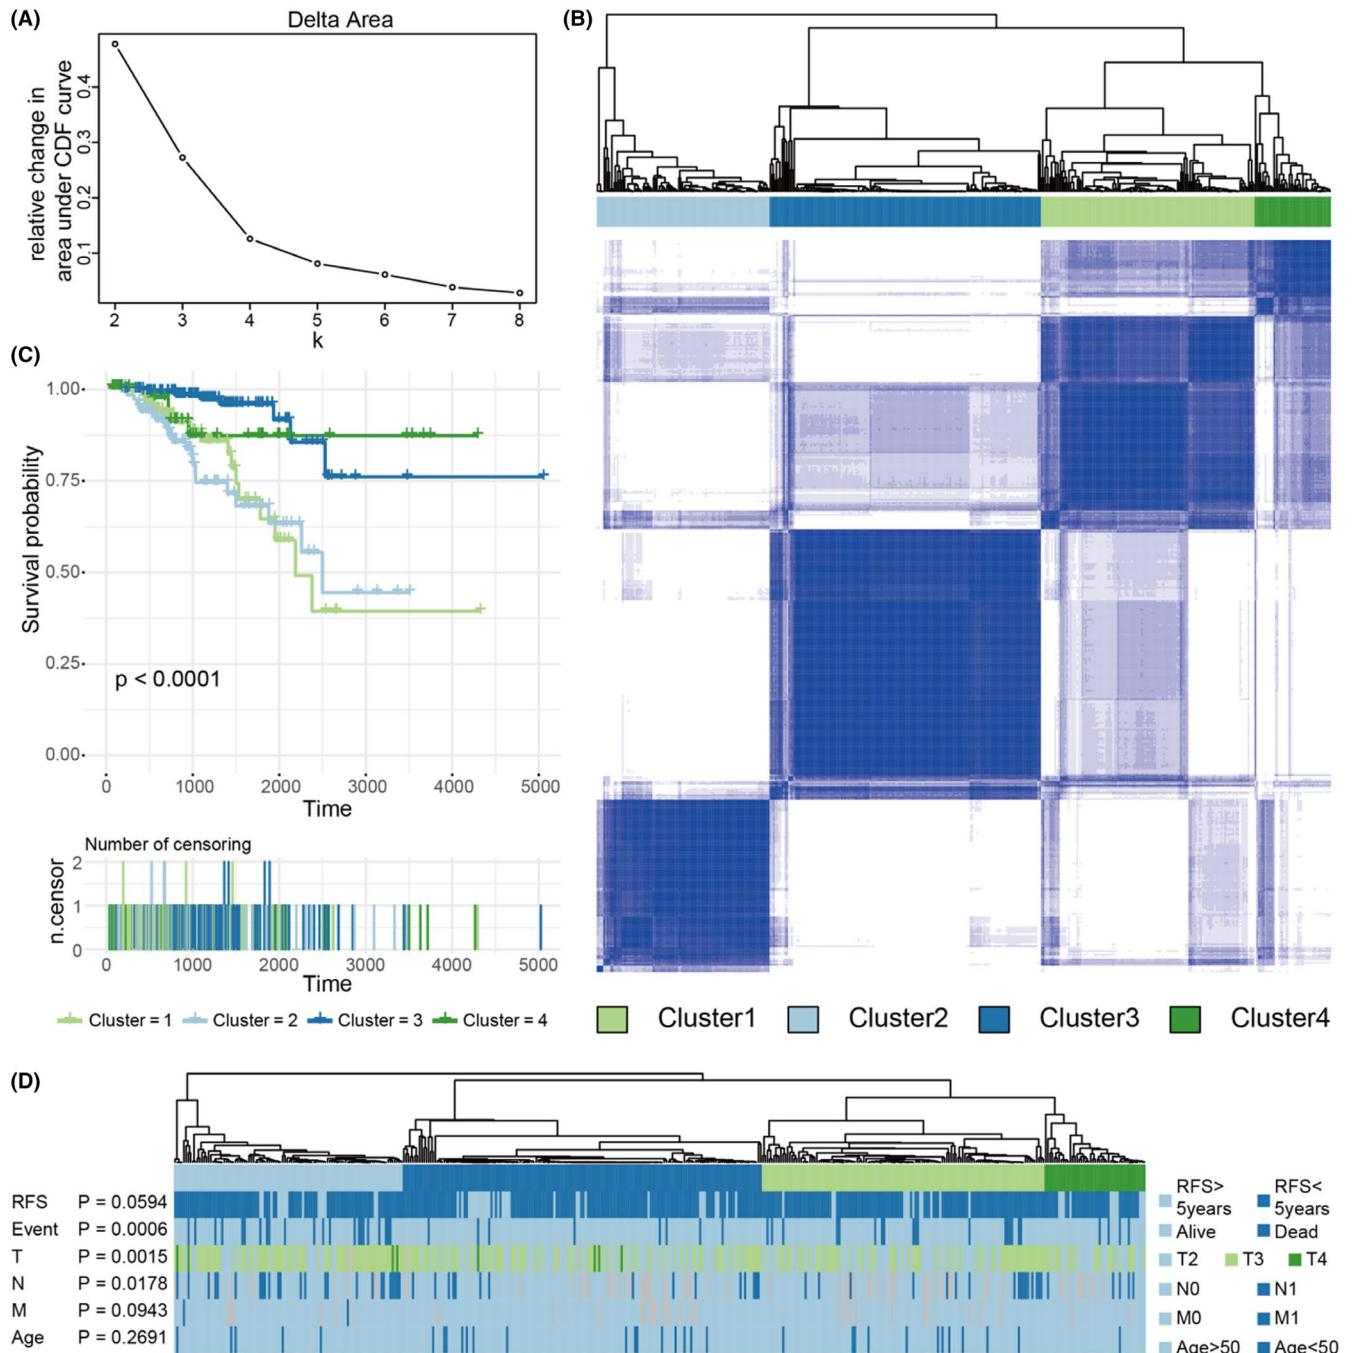 (A)
Delta Area
relative change in
area under CDF curve
0.4
0.3
0.2
0.1
2 3 4 5 6 7 8
k
(B)
Cluster1 Cluster2 Cluster3 Cluster4
(C)
Survival probability
1.00
0.75
0.50
0.25
0.00
p < 0.0001
0 1000 2000 3000 4000 5000
Time
Number of censoring
n.censor
2
1
0
0 1000 2000 3000 4000 5000
Time
Cluster = 1 Cluster = 2 Cluster = 3 Cluster = 4
(D)
RFS P = 0.0594
Event P = 0.0006
T P = 0.0015
N P = 0.0178
M P = 0.0943
Age P = 0.2691
RFS> RFS<
5years 5years
Alive Dead
T2 T3 T4
N0 N1
M0 M1
Age>50 Age<50